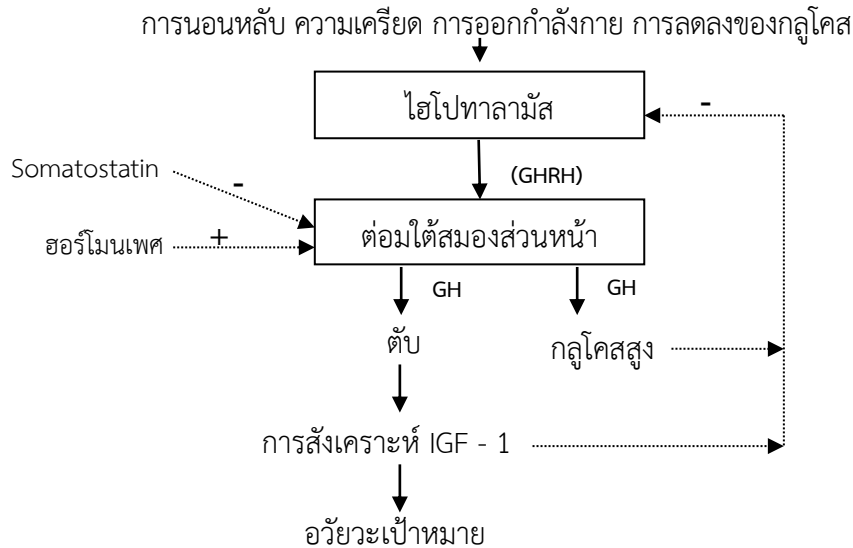 การนอนหลับ ความเครียด การออกกำลังกาย การลดลงของกลูโคส
ไฮโปทาลามัส
-
Somatostatin
-
(GHRH)
ฮอร์โมนเพศ
+
ต่อมใต้สมองส่วนหน้า
GH
GH
ตับ
กลูโคสสูง
การสังเคราะห์ IGF - 1
อวัยวะเป้าหมาย